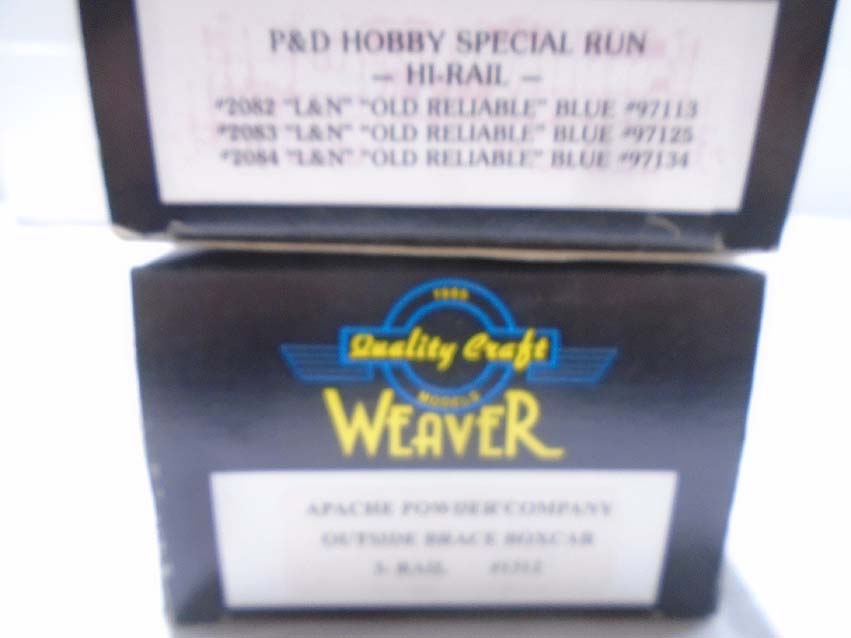 P&D HOBBY SPECIAL RUN
— HI-RAIL —
#2082 "L&N" "OLD RELIABLE" BLUE #97113
#2083 "L&N" "OLD RELIABLE" BLUE #97125
#2084 "L&N" "OLD RELIABLE" BLUE #97134
Quality Craft
MODELS
WEAVER
APACHE POWDER COMPANY
OUTSIDE BRACE BOXCAR
3- RAIL